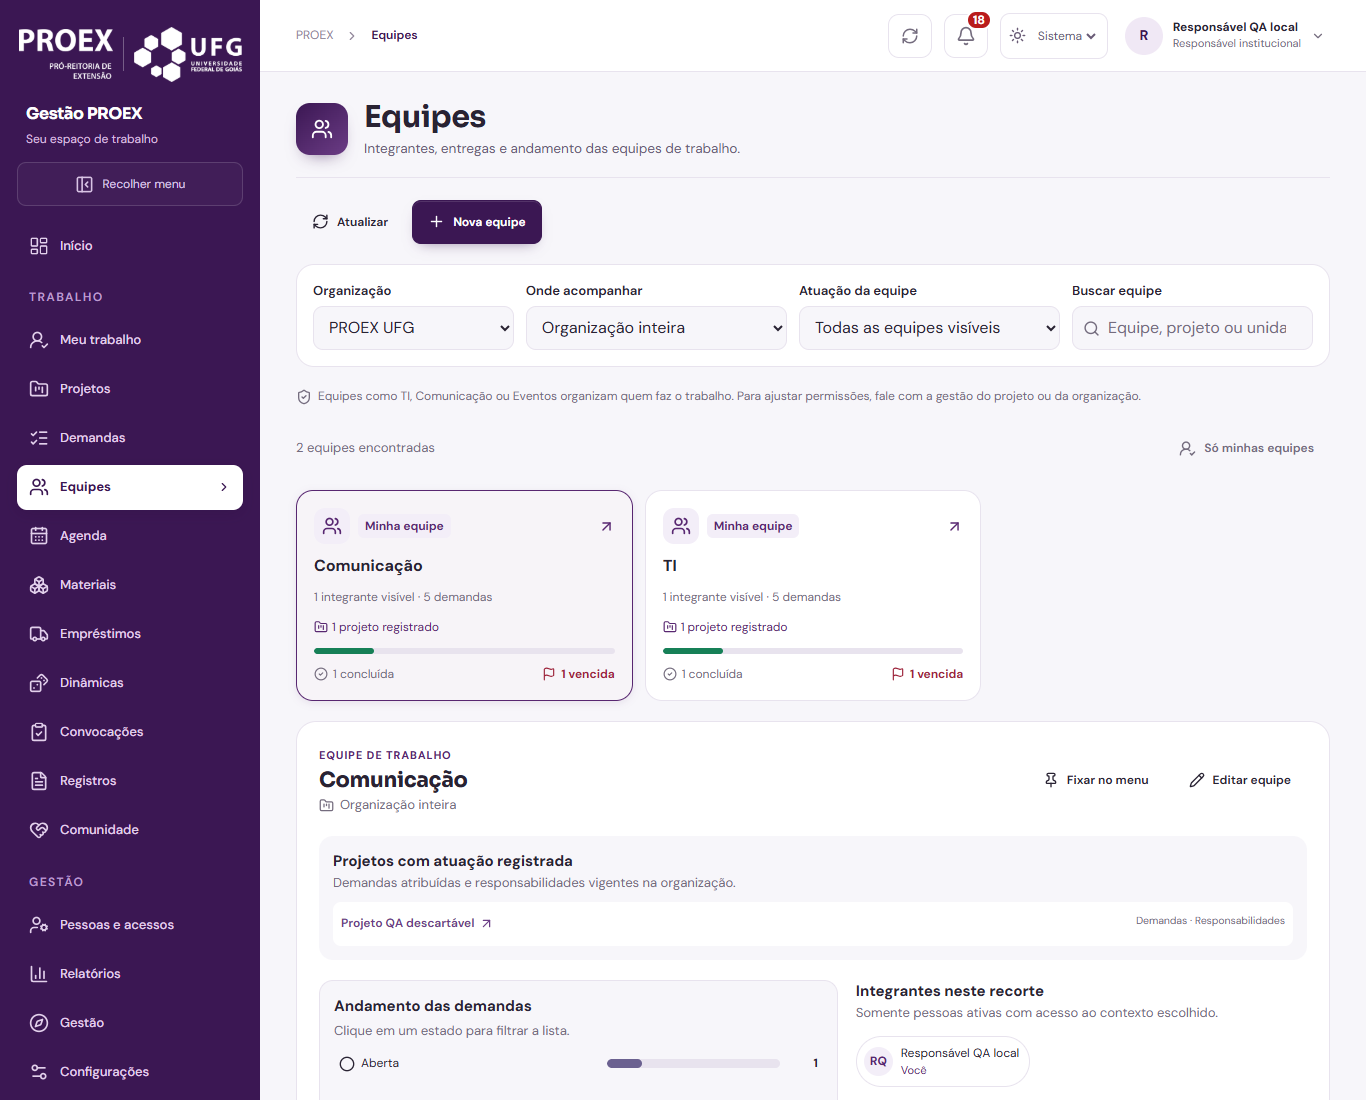 PROEX
PRÓ-REITORIA DE
EXTENSÃO
UFG
UNIVERSIDADE
FEDERAL DE GOIÁS
Gestão PROEX
Seu espaço de trabalho
Recolher menu
Início
TRABALHO
Meu trabalho
Projetos
Demandas
Equipes
Agenda
Materiais
Empréstimos
Dinâmicas
Convocações
Registros
Comunidade
GESTÃO
Pessoas e acessos
Relatórios
Gestão
Configurações
PROEX
Equipes
18
Sistema
R
Responsável QA local
Responsável institucional
Equipes
Integrantes, entregas e andamento das equipes de trabalho.
Atualizar
Nova equipe
Organização
Onde acompanhar
Atuação da equipe
Buscar equipe
PROEX UFG
Organização inteira
Todas as equipes visíveis
Equipe, projeto ou unida
Equipes como TI, Comunicação ou Eventos organizam quem faz o trabalho. Para ajustar permissões, fale com a gestão do projeto ou da organização.
2 equipes encontradas
Só minhas equipes
Minha equipe
Comunicação
1 integrante visível · 5 demandas
1 projeto registrado
1 concluída
1 vencida
Minha equipe
TI
1 integrante visível · 5 demandas
1 projeto registrado
1 concluída
1 vencida
EQUIPE DE TRABALHO
Comunicação
Organização inteira
Fixar no menu
Editar equipe
Projetos com atuação registrada
Demandas atribuídas e responsabilidades vigentes na organização.
Projeto QA descartável
Demandas · Responsabilidades
Andamento das demandas
Clique em um estado para filtrar a lista.
Aberta
1
Integrantes neste recorte
Somente pessoas ativas com acesso ao contexto escolhido.
RQ
Responsável QA local
Você